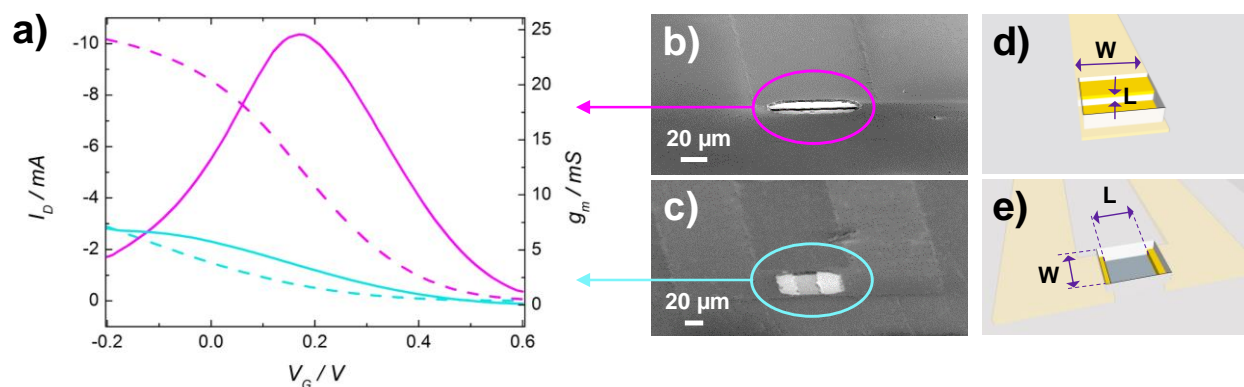 a)
-10
-8
-6
-4
-2
0
I_D / mA
25
20
15
10
5
0
g_m / mS
-0.2
0.0
0.2
0.4
0.6
V_G / V
b)
20 µm
c)
20 µm
d)
W
L
e)
L
W